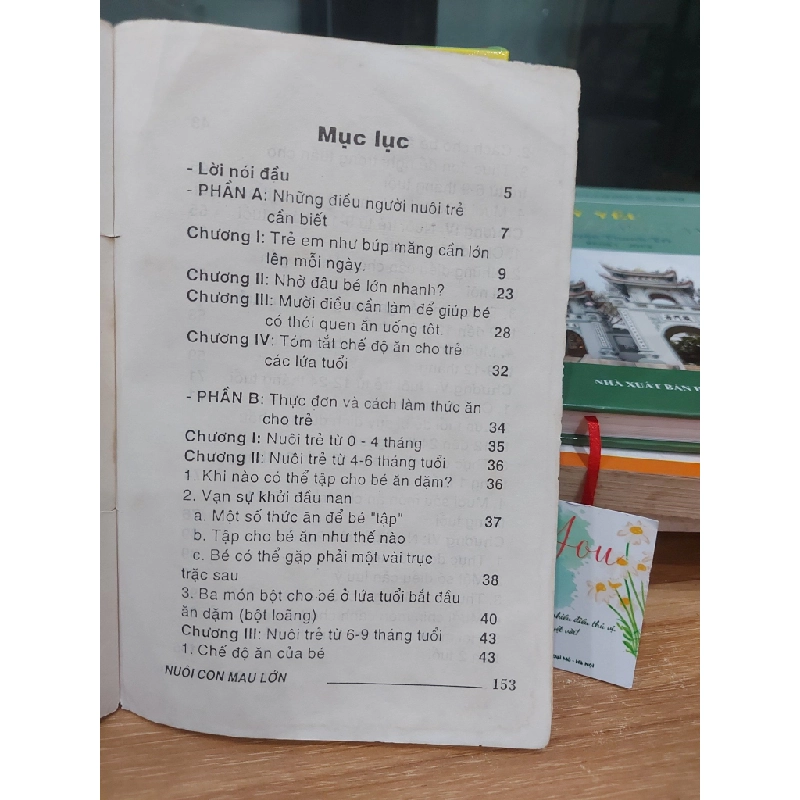 Mục lục
- Lời nói đầu 5
- PHẦN A: Những điều người nuôi trẻ
cần biết 7
Chương I: Trẻ em như búp măng cần lớn
lên mỗi ngày. 9
Chương II: Nhờ đâu bé lớn nhanh? 23
Chương III: Mười điều cần làm để giúp bé
có thói quen ăn uống tốt. 28
Chương IV: Tóm tắt chế độ ăn cho trẻ
các lứa tuổi 32
- PHẦN B: Thực đơn và cách làm thức ăn
cho trẻ 34
Chương I: Nuôi trẻ từ 0 - 4 tháng 35
Chương II: Nuôi trẻ từ 4-6 tháng tuổi 36
1. Khi nào có thể tập cho bé ăn dặm? 36
2. Vạn sự khởi đầu nan
a. Một số thức ăn để bé "tập" 37
b. Tập cho bé ăn như thế nào
c. Bé có thể gặp phải một vài trục
trặc sau 38
3. Ba món bột cho bé ở lứa tuổi bắt đầu
ăn dặm (bột loãng) 40
Chương III: Nuôi trẻ từ 6-9 tháng tuổi 43
1. Chế độ ăn của bé 43
NUÔI CON MAU LỚN 153
NHÀ XUẤT BẢN
You